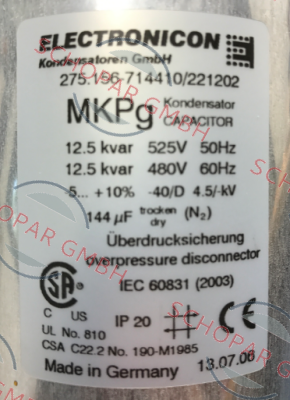 ELECTRONICON
Kondensatoren GmbH
275.156-714410/221202
MKPg Kondensator CAPACITOR
12.5 kvar 525V 50Hz
12.5 kvar 480V 60Hz
-5... +10% -40/D 4.5/-kV
144 µF trocken dry (N₂)
Überdrucksicherung
overpressure disconnector
IEC 60831 (2003)
C US IP 20
UL No. 810
CSA C22.2 No. 190-M1985
Made in Germany 13.07.06
SCHOPAR GMBH
SCHOPAR GMBH
SCHOPAR GMBH